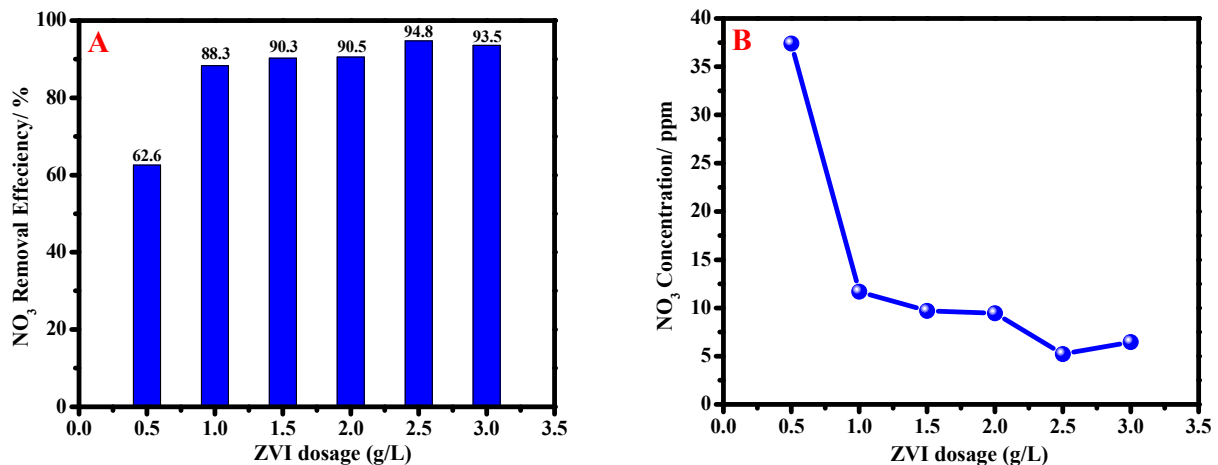 A
NO3 Removal Effeciency/ %
100
80
60
40
20
0
62.6
88.3
90.3
90.5
94.8
93.5
0.0 0.5 1.0 1.5 2.0 2.5 3.0 3.5
ZVI dosage (g/L)
B
NO3 Concentration/ ppm
40
35
30
25
20
15
10
5
0
0.0 0.5 1.0 1.5 2.0 2.5 3.0 3.5
ZVI dosage (g/L)